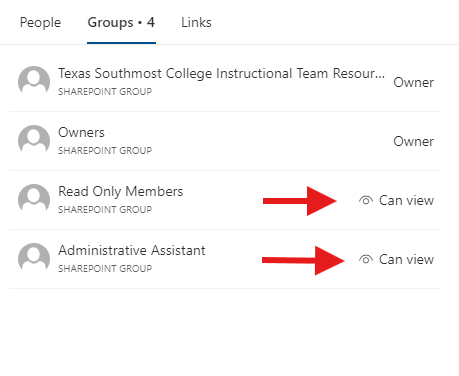 People Groups • 4 Links
Texas Southmost College Instructional Team Resour... Owner
SHAREPOINT GROUP
Owners Owner
SHAREPOINT GROUP
Read Only Members Can view
SHAREPOINT GROUP
Administrative Assistant Can view
SHAREPOINT GROUP